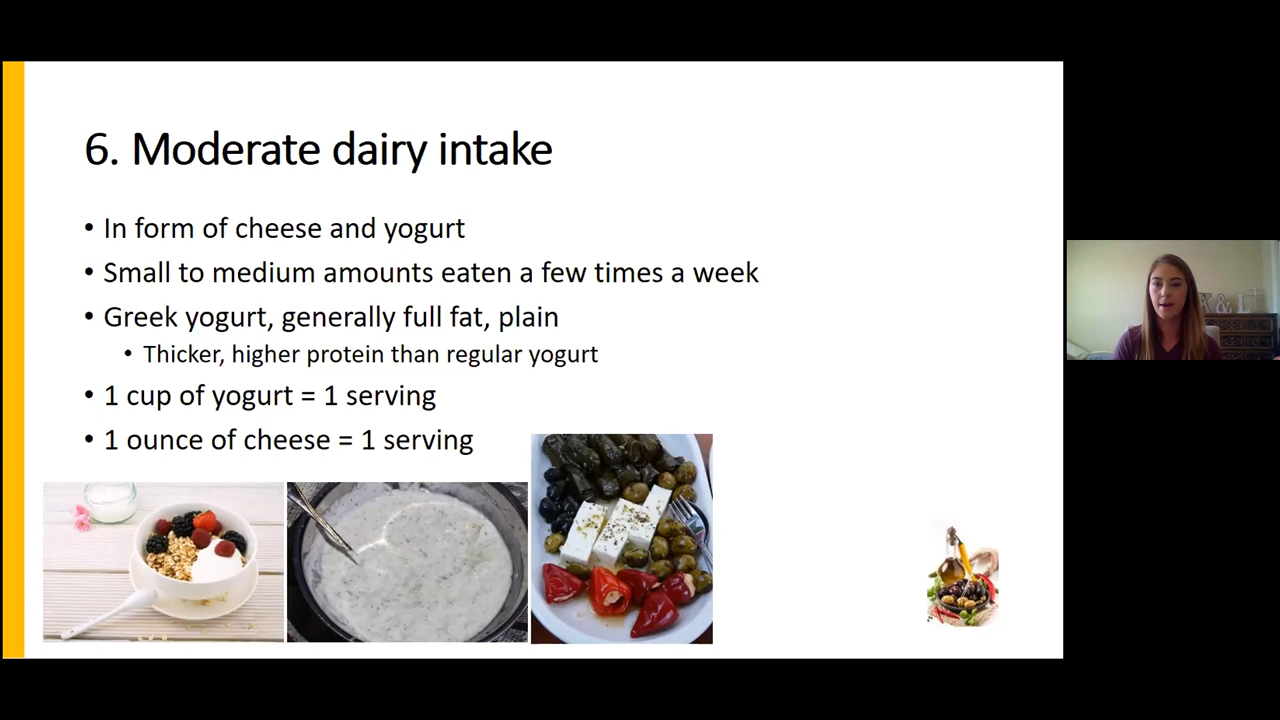 6. Moderate dairy intake
• In form of cheese and yogurt
• Small to medium amounts eaten a few times a week
• Greek yogurt, generally full fat, plain
• Thicker, higher protein than regular yogurt
• 1 cup of yogurt = 1 serving
• 1 ounce of cheese = 1 serving